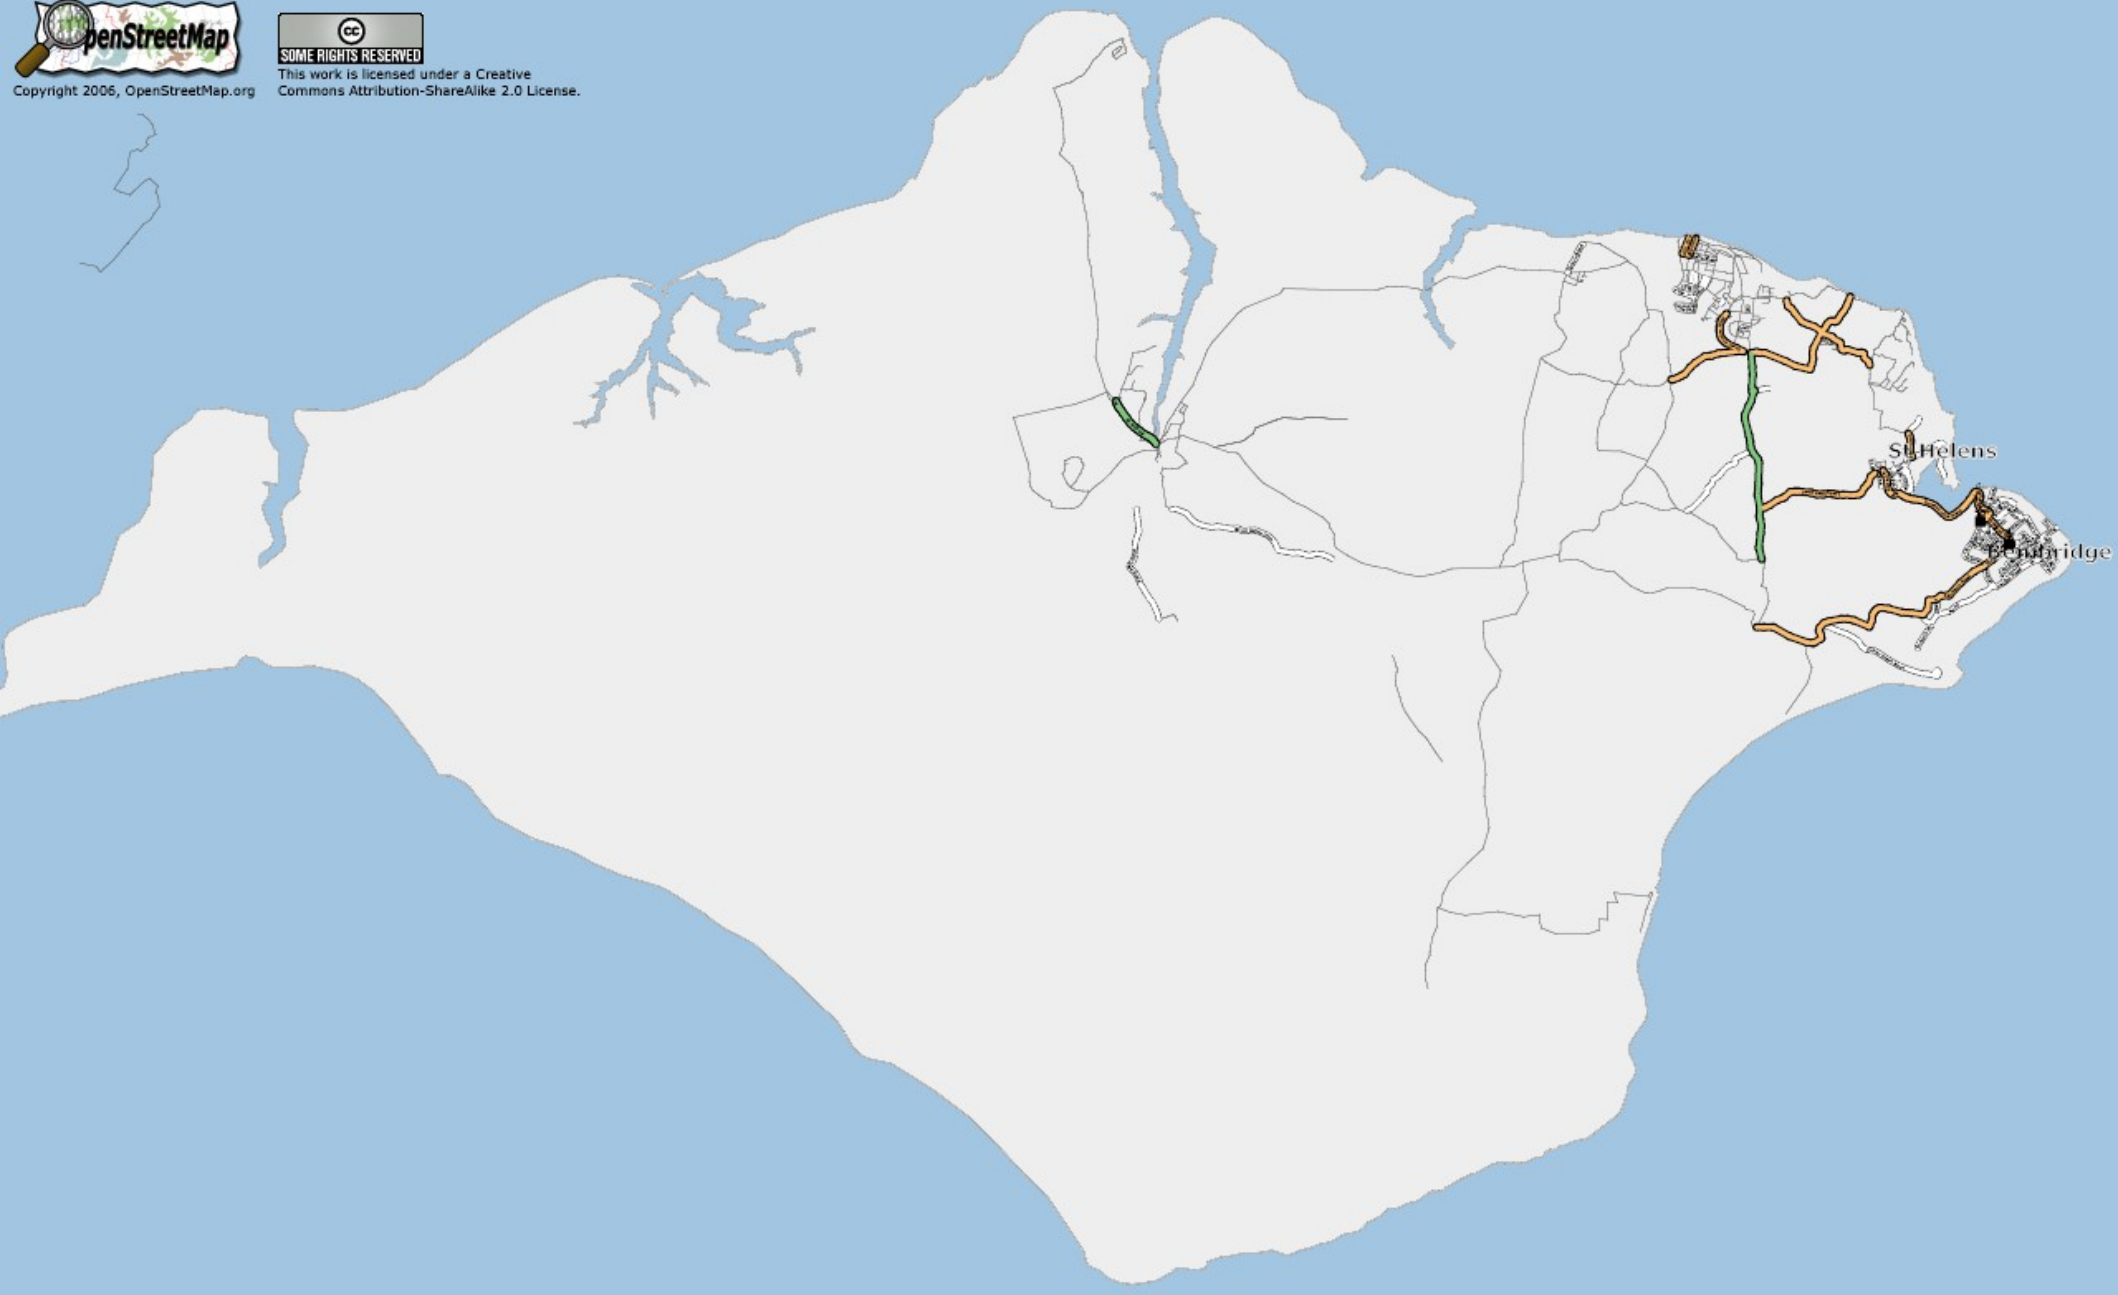 OpenStreetMap
Copyright 2006, OpenStreetMap.org
cc
SOME RIGHTS RESERVED
This work is licensed under a Creative
Commons Attribution-ShareAlike 2.0 License.
St Helens
Bembridge